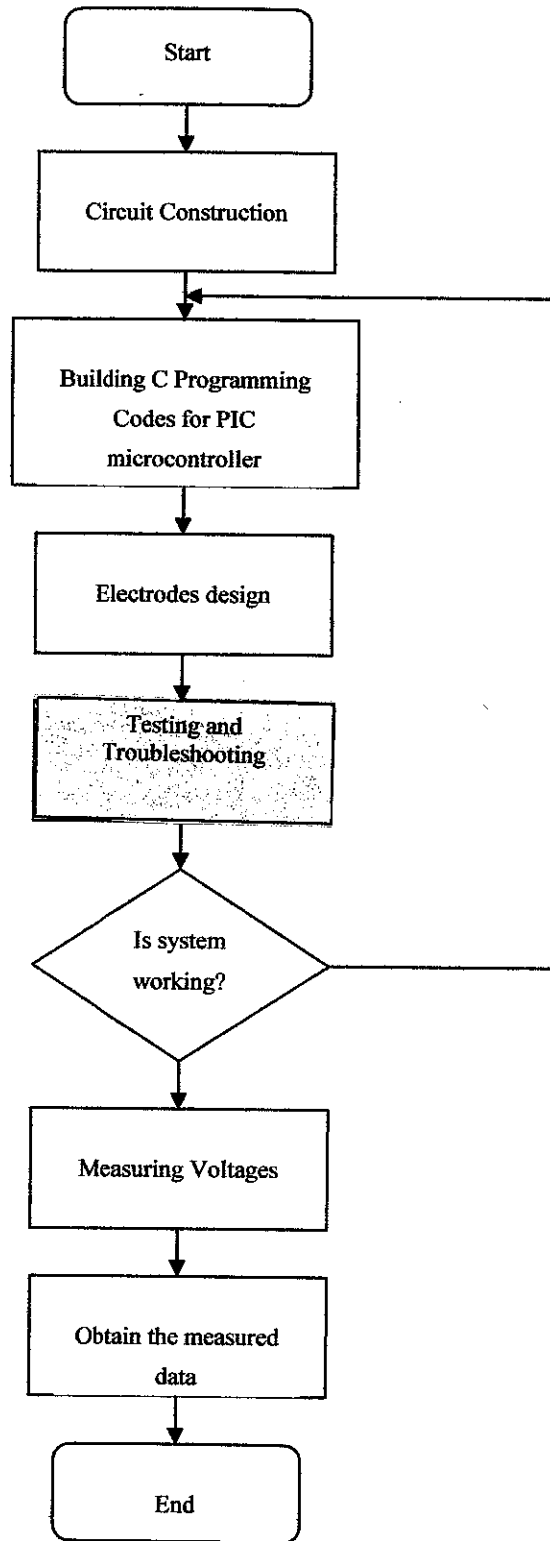 Start
Circuit Construction
Building C Programming
Codes for PIC
microcontroller
Electrodes design
Testing and
Troubleshooting
Is system
working?
Measuring Voltages
Obtain the measured
data
End